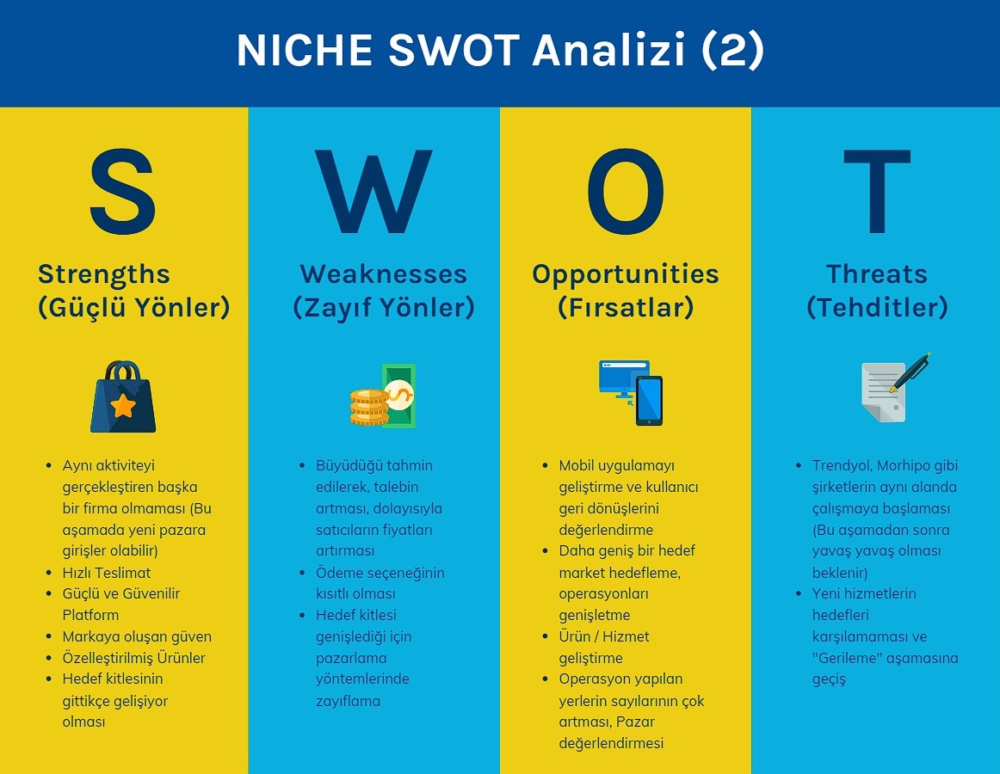 NICHE SWOT Analizi (2)
S
Strengths
(Güçlü Yönler)
• Aynı aktiviteyi
gerçekleştiren başka
bir firma olmaması (Bu
aşamada yeni pazara
girişler olabilir)
• Hızlı Teslimat
• Güçlü ve Güvenilir
Platform
• Markaya oluşan güven
• Özelleştirilmiş Ürünler
• Hedef kitlesinin
gittikçe gelişiyor
olması
W
Weaknesses
(Zayıf Yönler)
• Büyüdüğü tahmin
edilerek, talebin
artması, dolayısıyla
satıcıların fiyatları
artırması
• Ödeme seçeneğinin
kısıtlı olması
• Hedef kitlesi
genişlediği için
pazarlama
yöntemlerinde
zayıflama
O
Opportunities
(Fırsatlar)
• Mobil uygulamayı
geliştirme ve kullanıcı
geri dönüşlerini
değerlendirme
• Daha geniş bir hedef
market hedefleme,
operasyonları
genişletme
• Ürün / Hizmet
geliştirme
• Operasyon yapılan
yerlerin sayılarının çok
artması, Pazar
değerlendirmesi
T
Threats
(Tehditler)
• Trendyol, Morhipo gibi
şirketlerin aynı alanda
çalışmaya başlaması
(Bu aşamadan sonra
yavaş yavaş olması
beklenir)
• Yeni hizmetlerin
hedefleri
karşılamaması ve
"Gerileme" aşamasına
geçiş